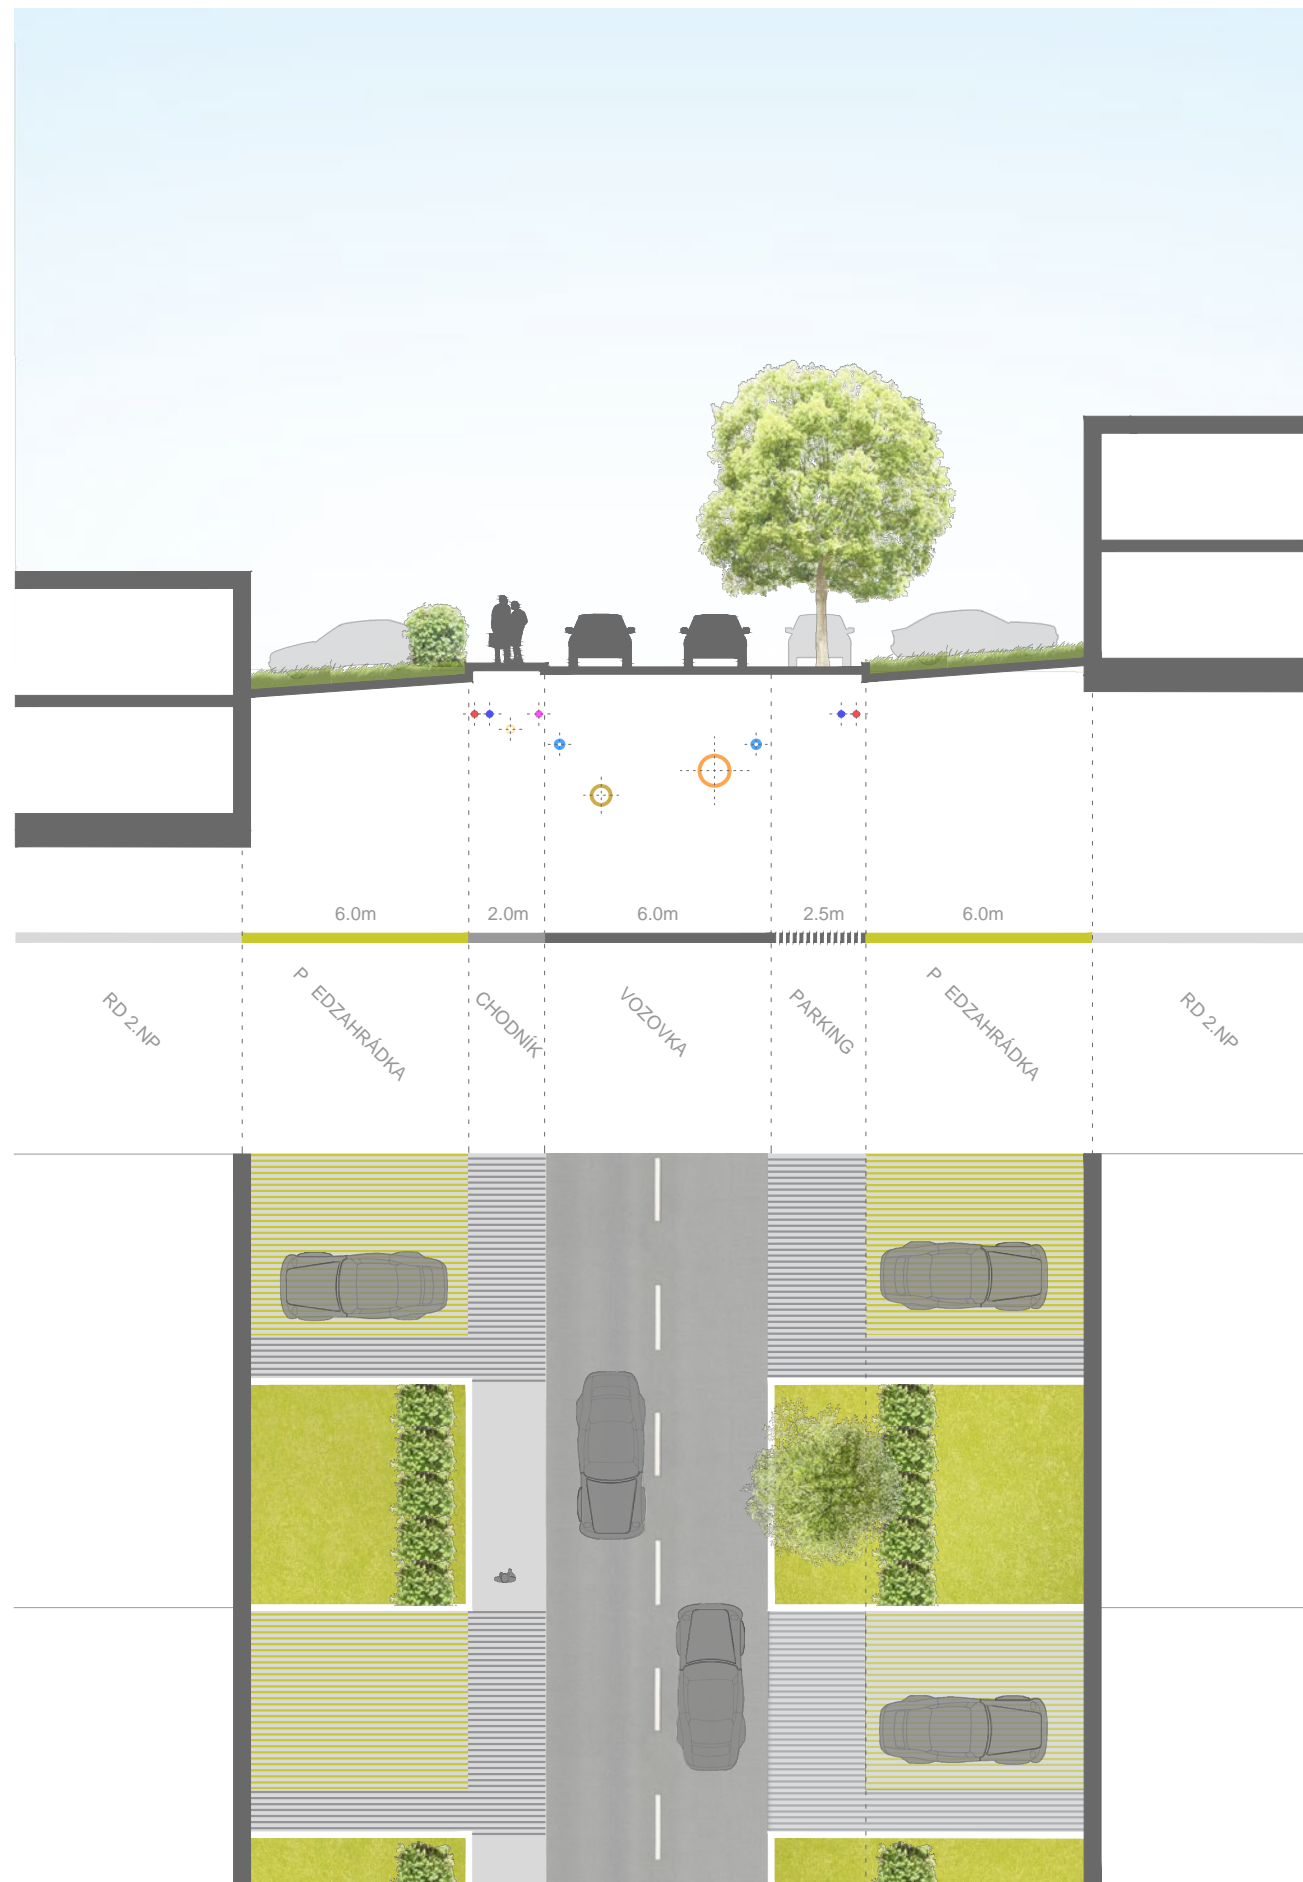 6.0m 2.0m 6.0m 2.5m 6.0m
RD 2.NP
P EDZAHRÁDKA
CHODNÍK
VOZOVKA
PARKING
P EDZAHRÁDKA
RD 2.NP